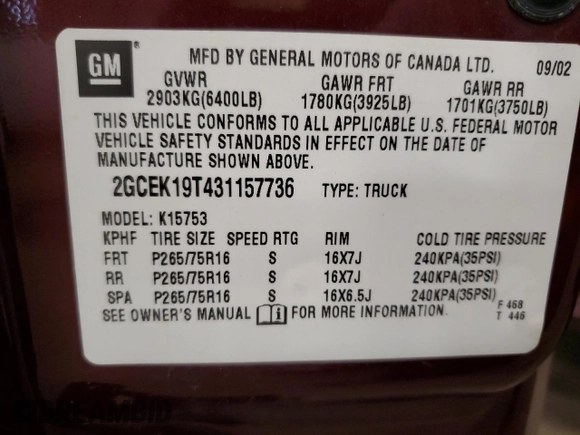 GM ®
MFD BY GENERAL MOTORS OF CANADA LTD. 09/02
GVWR GAWR FRT GAWR RR
2903KG(6400LB) 1780KG(3925LB) 1701KG(3750LB)
THIS VEHICLE CONFORMS TO ALL APPLICABLE U.S. FEDERAL MOTOR
VEHICLE SAFETY STANDARDS IN EFFECT ON THE DATE OF
MANUFACTURE SHOWN ABOVE.
2GCEK19T431157736 TYPE: TRUCK
MODEL: K15753
KPHF TIRE SIZE SPEED RTG RIM COLD TIRE PRESSURE
FRT P265/75R16 S 16X7J 240KPA(35PSI)
RR P265/75R16 S 16X7J 240KPA(35PSI)
SPA P265/75R16 S 16X6.5J 240KPA(35PSI)
SEE OWNER'S MANUAL i FOR MORE INFORMATION. F 468
T 446